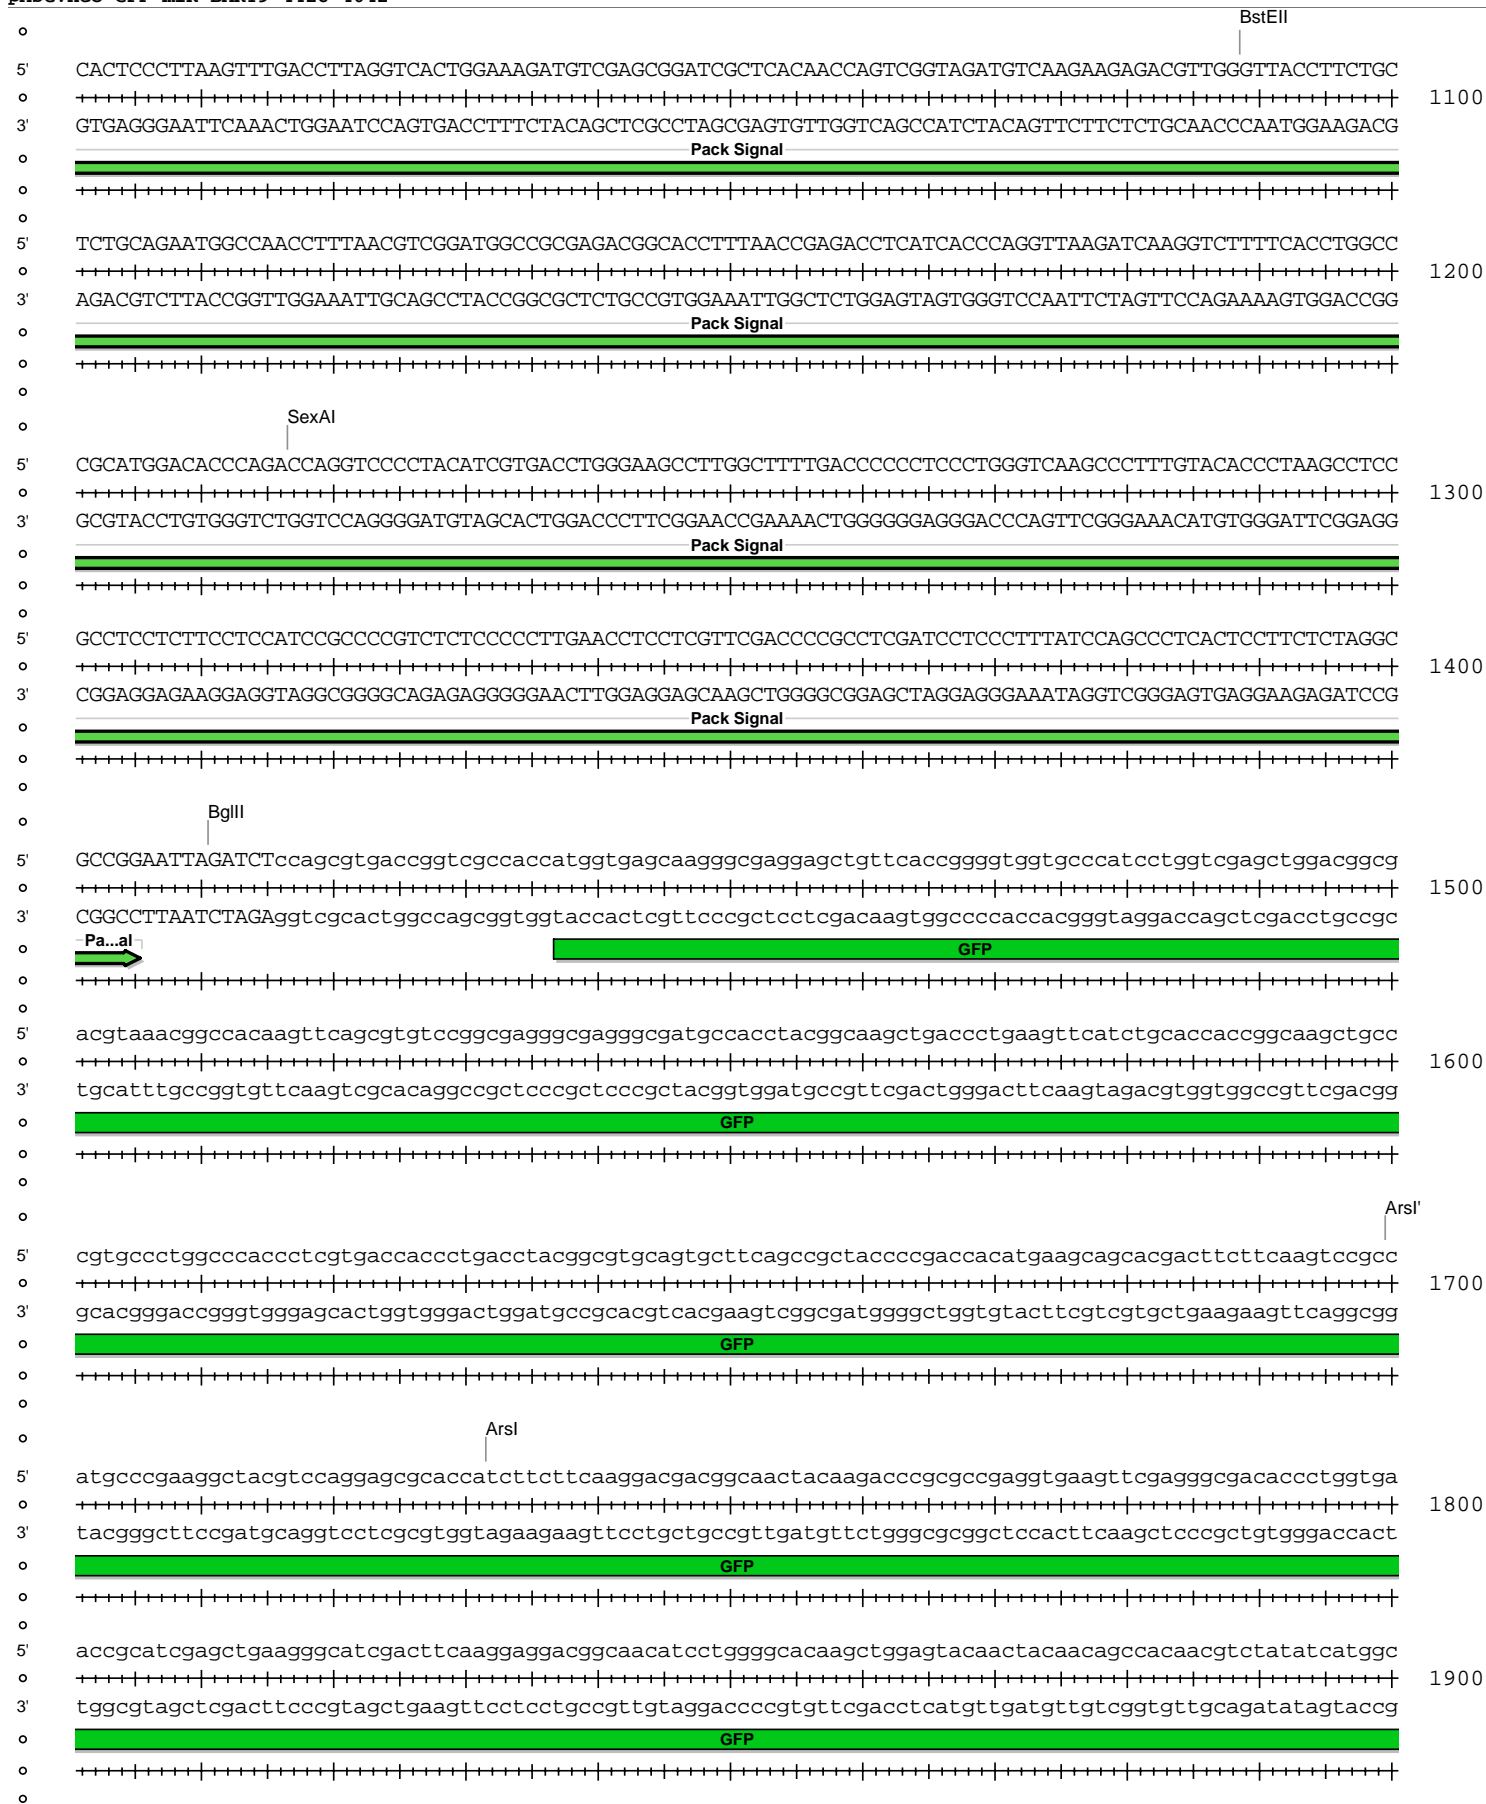 BstEII
5' CACTCCCTTAAGTTTGACCTTAGGTCACTGGAAAGATGTCGAGCGGATCGCTCACAACCAGTCGGTAGATGTCAAGAAGAGACGTTGGGTTACCTTCTGC
1100
3' GTGAGGGAATTCAAACTGGAATCCAGTGACCTTTCTACAGCTCGCCTAGCGAGTGTTGGTCAGCCATCTACAGTTCTTCTCTGCAACCCAATGGAAGACG
Pack Signal
5' TCTGCAGAATGGCCAACCTTTAACGTCGGATGGCCGCGAGACGGCACCTTTAACCGAGACCTCATCACCCAGGTTAAGATCAAGGTCTTTTCACCTGGCC
1200
3' AGACGTCTTACCGGTTGGAAATTGCAGCCTACCGGCGCTCTGCCGTGGAAATTGGCTCTGGAGTAGTGGGTCCAATTCTAGTTCCAGAAAAGTGGACCGG
Pack Signal
SexAI
5' CGCATGGACACCCAGACCAGGTCCCCTACATCGTGACCTGGGAAGCCTTGGCTTTTGACCCCCCTCCCTGGGTCAAGCCCTTTGTACACCCTAAGCCTCC
1300
3' GCGTACCTGTGGGTCTGGTCCAGGGGATGTAGCACTGGACCCTTCGGAACCGAAAACTGGGGGGAGGGACCCAGTTCGGGAAACATGTGGGATTCGGAGG
Pack Signal
5' GCCTCCTCTTCCTCCATCCGCCCCGTCTCTCCCCCTTGAACCTCCTCGTTCGACCCCGCCTCGATCCTCCCTTTATCCAGCCCTCACTCCTTCTCTAGGC
1400
3' CGGAGGAGAAGGAGGTAGGCGGGGCAGAGAGGGGGAACTTGGAGGAGCAAGCTGGGGCGGAGCTAGGAGGGAAATAGGTCGGGAGTGAGGAAGAGATCCG
Pack Signal
BglII
5' GCCGGAATTAGATCTccagcgtgaccggtcgccaccatggtgagcaagggcgaggagctgttcaccggggtggtgcccatcctggtcgagctggacggcg
1500
3' CGGCCTTAATCTAGAggtcgcactggccagcggtggtaccactcgttcccgctcctcgacaagtggccccaccacgggtaggaccagctcgacctgccgc
Pa...al GFP
5' acgtaaacggccacaagttcagcgtgtccggcgagggcgagggcgatgccacctacggcaagctgaccctgaagttcatctgcaccaccggcaagctgcc
1600
3' tgcatttgccggtgttcaagtcgcacaggccgctcccgctcccgctacggtggatgccgttcgactgggacttcaagtagacgtggtggccgttcgacgg
GFP
ArsI'
5' cgtgccctggcccaccctcgtgaccaccctgacctacggcgtgcagtgcttcagccgctaccccgaccacatgaagcagcacgacttcttcaagtccgcc
1700
3' gcacgggaccgggtgggagcactggtgggactggatgccgcacgtcacgaagtcggcgatggggctggtgtacttcgtcgtgctgaagaagttcaggcgg
GFP
ArsI
5' atgcccgaaggctacgtccaggagcgcaccatcttcttcaaggacgacggcaactacaagacccgcgccgaggtgaagttcgagggcgacaccctggtga
1800
3' tacgggcttccgatgcaggtcctcgcgtggtagaagaagttcctgctgccgttgatgttctgggcgcggctccacttcaagctcccgctgtgggaccact
GFP
5' accgcatcgagctgaagggcatcgacttcaaggaggacggcaacatcctggggcacaagctggagtacaactacaacagccacaacgtctatatcatggc
1900
3' tggcgtagctcgacttcccgtagctgaagttcctcctgccgttgtaggaccccgtgttcgacctcatgttgatgttgtcggtgttgcagatatagtaccg
GFP